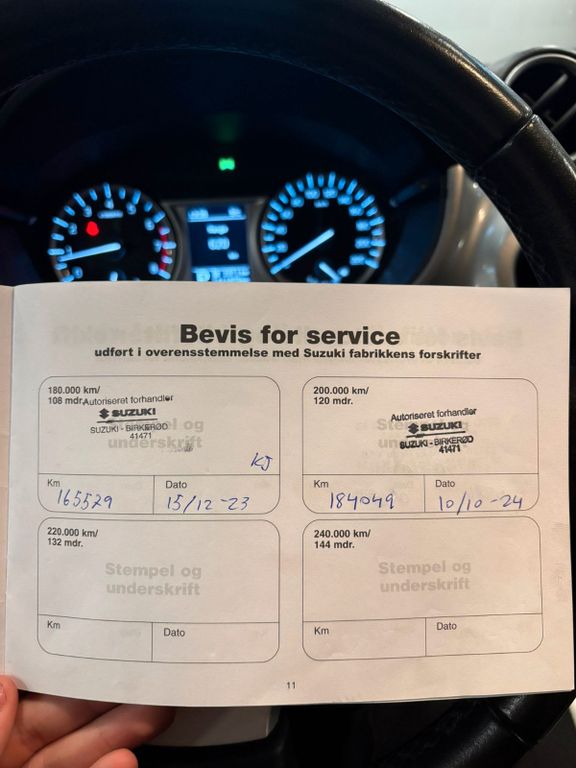 Bevis for service
udført i overensstemmelse med Suzuki fabrikkens forskrifter
180.000 km/
108 mdr.
Autoriseret forhandler
SUZUKI
SUZUKI - BIRKERØD
41471
Stempel og
underskrift
KJ
Km
165579
Dato
15/12 -23
200.000 km/
120 mdr.
Autoriseret forhandler
SUZUKI
SUZUKI - BIRKERØD
41471
Km
184049
Dato
10/10-24
220.000 km/
132 mdr.
Stempel og
underskrift
Km
Dato
240.000 km/
144 mdr.
Stempel og
underskrift
Km
Dato
11